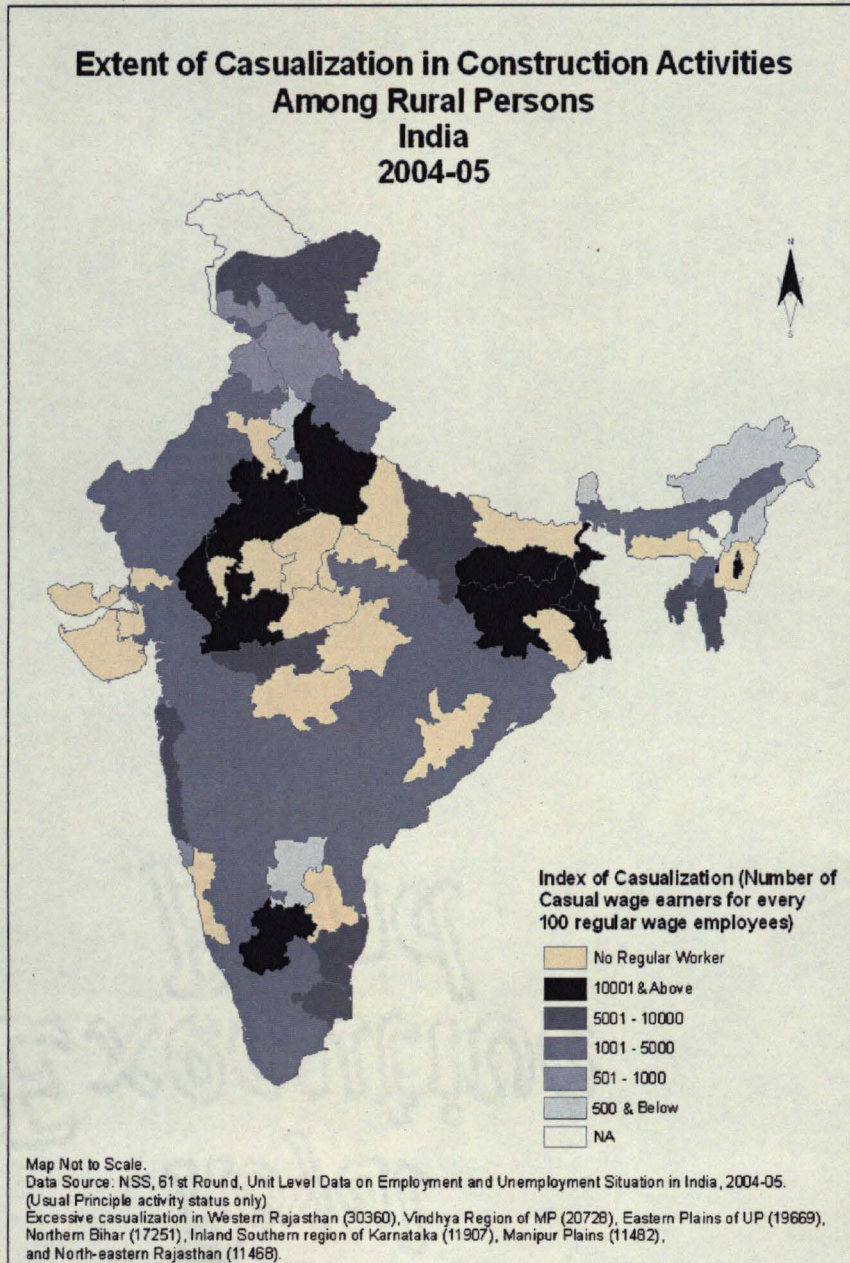 Extent of Casualization in Construction Activities
Among Rural Persons
India
2004-05
N
S
Index of Casualization (Number of
Casual wage earners for every
100 regular wage employees)
No Regular Worker
10001 & Above
5001 - 10000
1001 - 5000
501 - 1000
500 & Below
NA
Map Not to Scale.
Data Source: NSS, 61st Round, Unit Level Data on Employment and Unemployment Situation in India, 2004-05.
(Usual Principle activity status only)
Excessive casualization in Western Rajasthan (30360), Vindhya Region of MP (20728), Eastern Plains of UP (19669),
Northern Bihar (17251), Inland Southern region of Karnataka (11907), Manipur Plains (11482),
and North-eastern Rajasthan (11468).